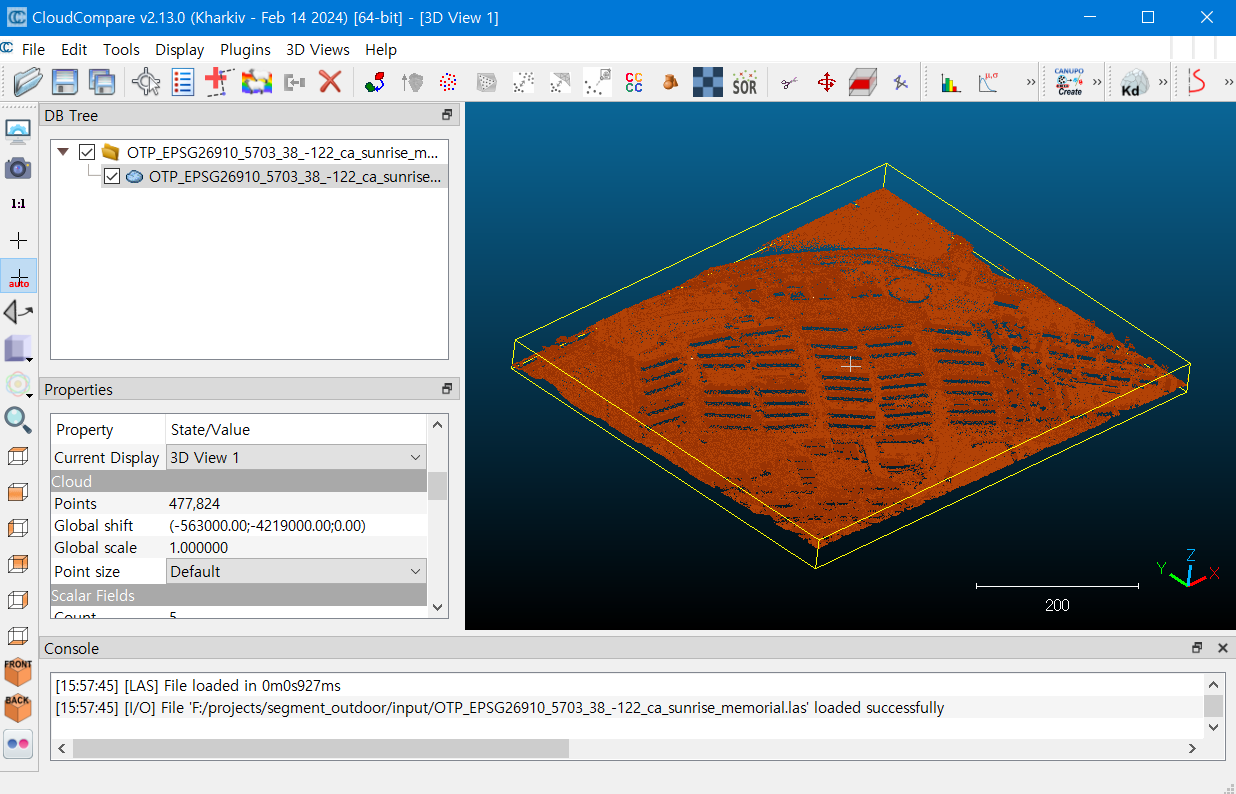 CloudCompare v2.13.0 (Kharkiv - Feb 14 2024) [64-bit] - [3D View 1]
File Edit Tools Display Plugins 3D Views Help
CC
CC
SOR
μ,σ
»
CANUPO
Create
»
Kd
»
»
DB Tree
OTP_EPSG26910_5703_38_-122_ca_sunrise_m...
OTP_EPSG26910_5703_38_-122_ca_sunrise...
1:1
auto
Properties
Property State/Value
Current Display 3D View 1
Cloud
Points 477,824
Global shift (-563000.00;-4219000.00;0.00)
Global scale 1.000000
Point size Default
Scalar Fields
Count 5
Z
Y X
200
FRONT
BACK
Console
[15:57:45] [LAS] File loaded in 0m0s927ms
[15:57:45] [I/O] File 'F:/projects/segment_outdoor/input/OTP_EPSG26910_5703_38_-122_ca_sunrise_memorial.las' loaded successfully